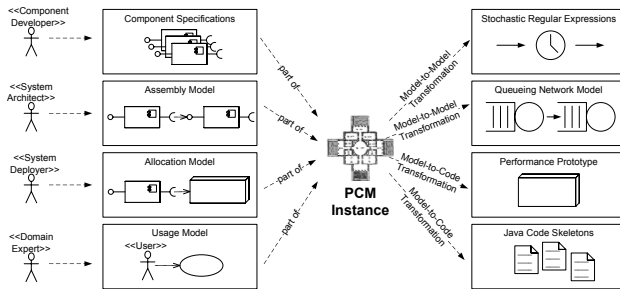 <<Component
Developer>>
Component Specifications
part of
<<System
Architect>>
Assembly Model
part of
<<System
Deployer>>
Allocation Model
part of
<<Domain
Expert>>
Usage Model
<<User>>
part of
PCM
Instance
Model-to-Model
Transformation
Stochastic Regular Expressions
Model-to-Model
Transformation
Queueing Network Model
Model-to-Code
Transformation
Performance Prototype
Model-to-Code
Transformation
Java Code Skeletons